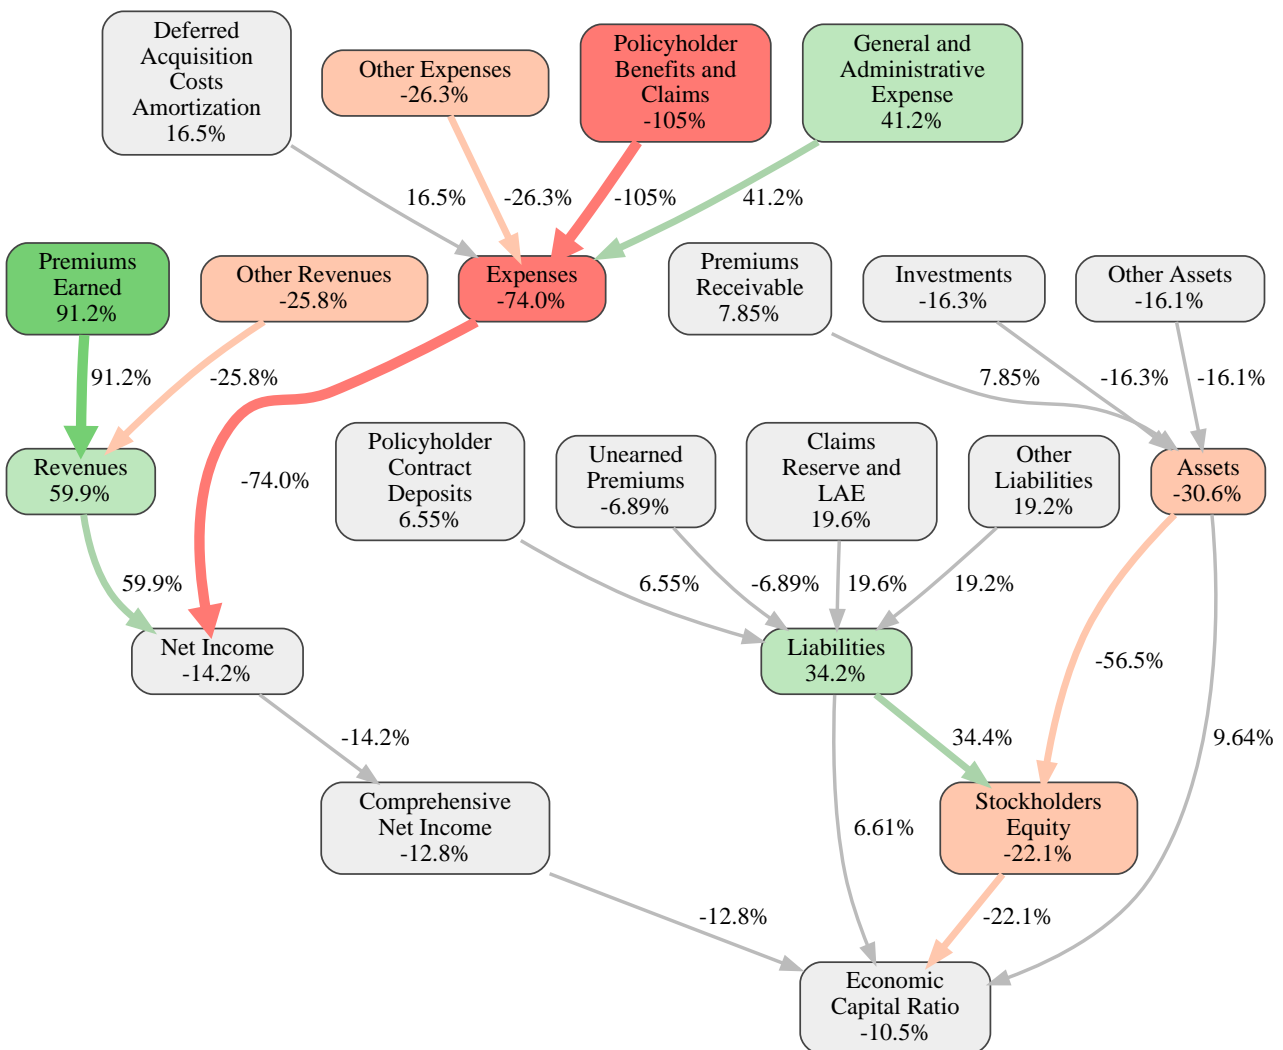 Deferred
Acquisition
Costs
Amortization
16.5%
Other Expenses
-26.3%
Policyholder
Benefits and
Claims
-105%
General and
Administrative
Expense
41.2%
16.5%
-26.3%
-105%
41.2%
Premiums
Earned
91.2%
Other Revenues
-25.8%
Expenses
-74.0%
Premiums
Receivable
7.85%
Investments
-16.3%
Other Assets
-16.1%
91.2%
-25.8%
7.85%
-16.3%
-16.1%
Revenues
59.9%
-74.0%
Policyholder
Contract
Deposits
6.55%
Unearned
Premiums
-6.89%
Claims
Reserve and
LAE
19.6%
Other
Liabilities
19.2%
Assets
-30.6%
59.9%
6.55%
-6.89%
19.6%
19.2%
Net Income
-14.2%
Liabilities
34.2%
-56.5%
-14.2%
34.4%
9.64%
Comprehensive
Net Income
-12.8%
6.61%
Stockholders
Equity
-22.1%
-12.8%
-22.1%
Economic
Capital Ratio
-10.5%